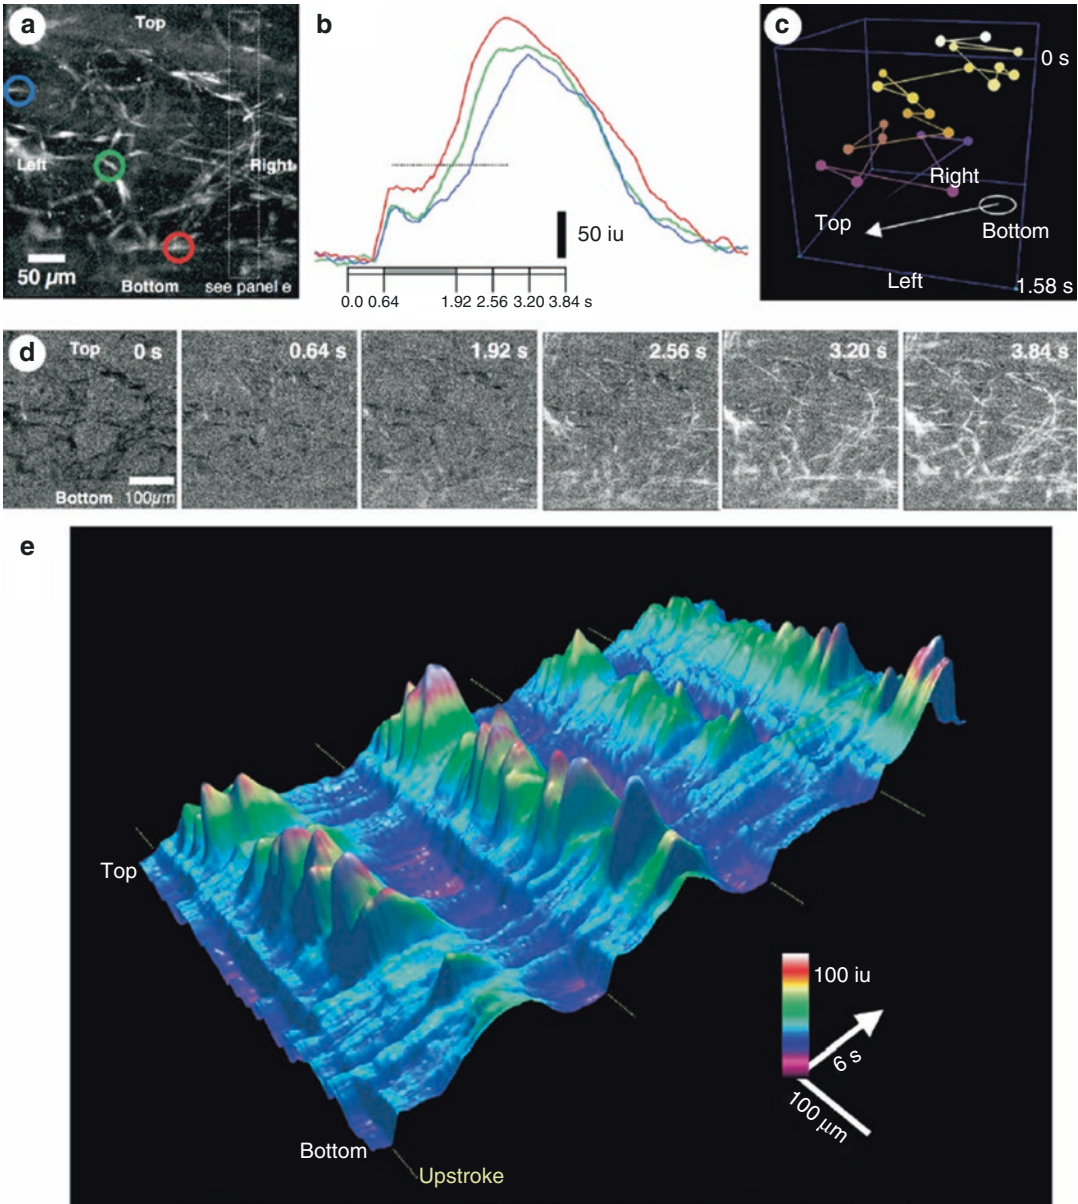 a
Top
Left
Right
50 µm
Bottom
see panel e
b
50 iu
0.0 0.64 1.92 2.56 3.20 3.84 s
c
0 s
Right
Top
Bottom
Left
1.58 s
d
Top 0 s
Bottom 100µm
0.64 s
1.92 s
2.56 s
3.20 s
3.84 s
e
Top
Bottom
Upstroke
100 iu
6 s
100 µm